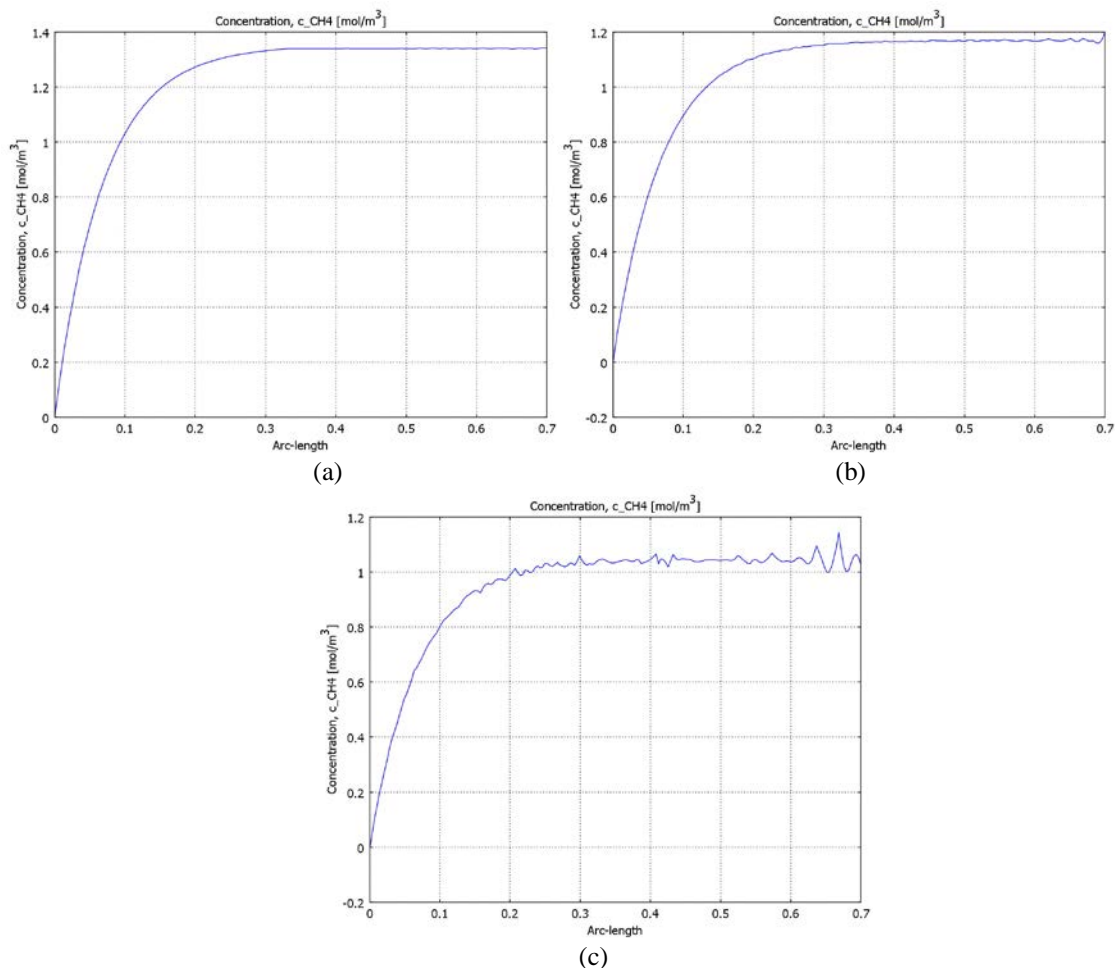 Concentration, c_CH4 [mol/m³]
Concentration, c_CH4 [mol/m³]
1.4
1.2
1
0.8
0.6
0.4
0.2
0
0 0.1 0.2 0.3 0.4 0.5 0.6 0.7
Arc-length
(a)
Concentration, c_CH4 [mol/m³]
Concentration, c_CH4 [mol/m³]
1.2
1
0.8
0.6
0.4
0.2
0
-0.2
0 0.1 0.2 0.3 0.4 0.5 0.6 0.7
Arc-length
(b)
Concentration, c_CH4 [mol/m³]
Concentration, c_CH4 [mol/m³]
1.2
1
0.8
0.6
0.4
0.2
0
-0.2
0 0.1 0.2 0.3 0.4 0.5 0.6 0.7
Arc-length
(c)